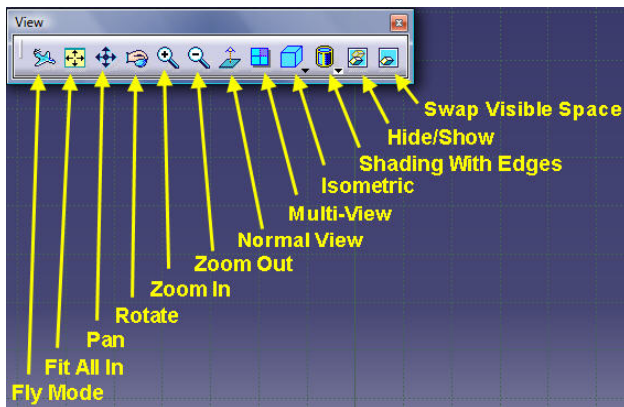 View
Swap Visible Space
Hide/Show
Shading With Edges
Isometric
Multi-View
Normal View
Zoom Out
Zoom In
Rotate
Pan
Fit All In
Fly Mode